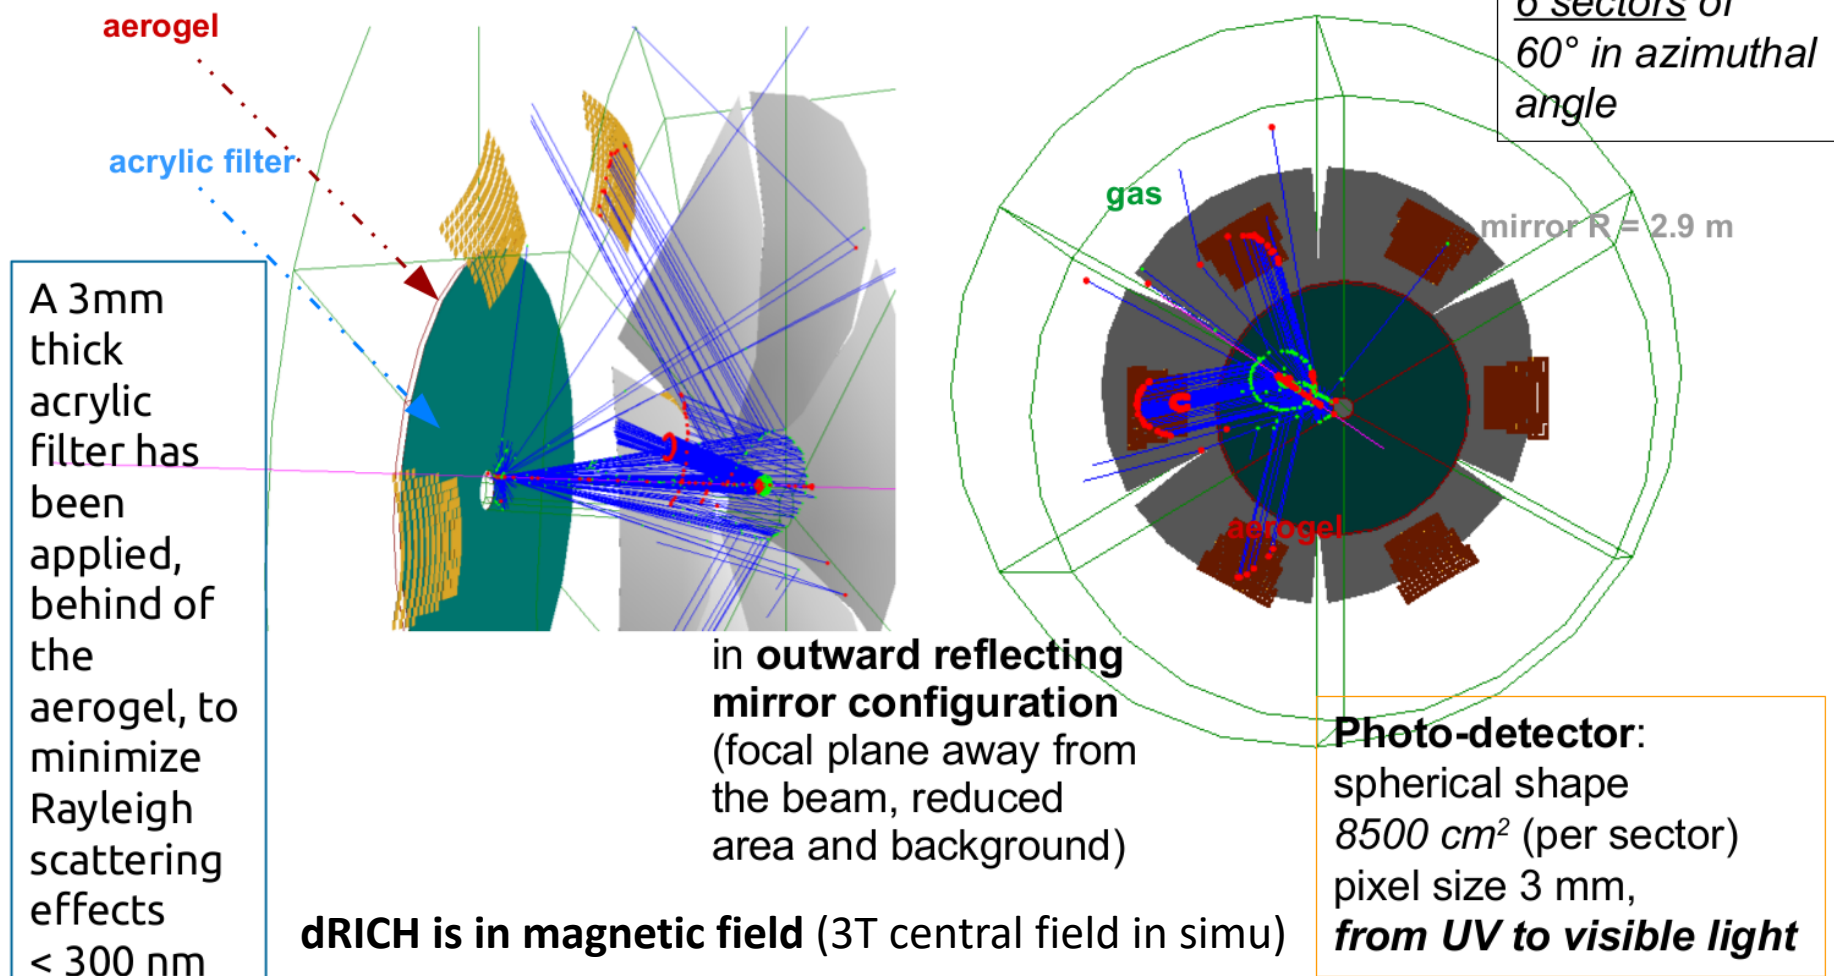 aerogel
acrylic filter
A 3mm
thick
acrylic
filter has
been
applied,
behind of
the
aerogel, to
minimize
Rayleigh
scattering
effects
< 300 nm
6 sectors of
60° in azimuthal
angle
gas
mirror R = 2.9 m
aerogel
in outward reflecting
mirror configuration
(focal plane away from
the beam, reduced
area and background)
Photo-detector:
spherical shape
8500 cm² (per sector)
pixel size 3 mm,
from UV to visible light
dRICH is in magnetic field (3T central field in simu)